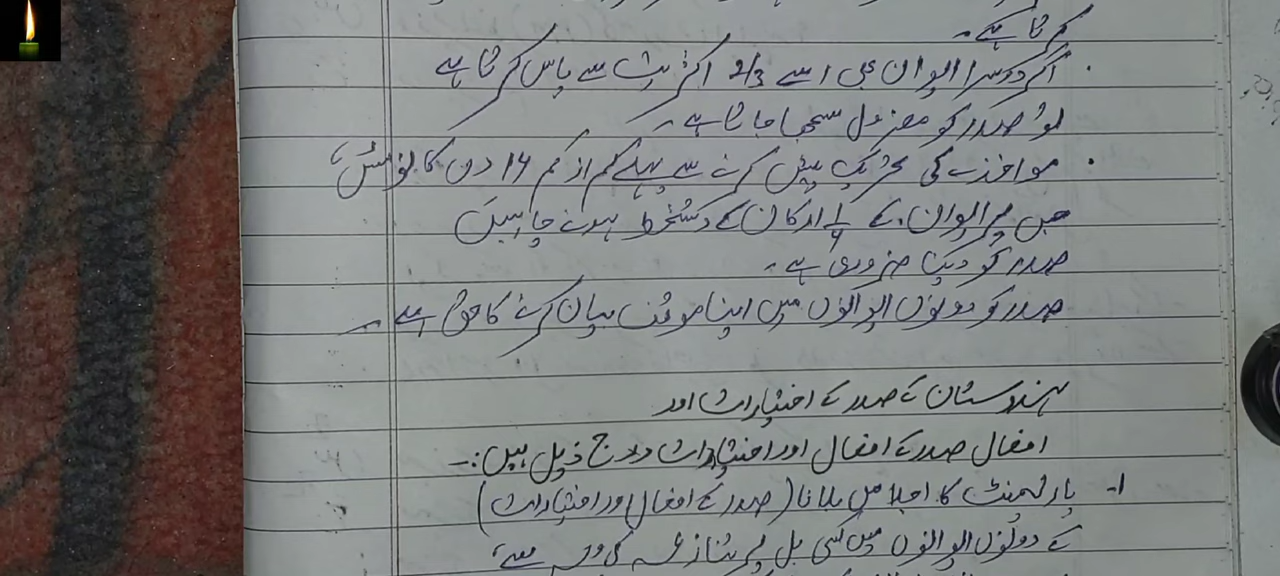 کرتا ہے۔
· اگر دوسرا ایوان بھی اسے 2/3 اکثریت سے پاس کرتا ہے
تو صدر کو معزول سمجھا جاتا ہے۔
· مواخذے کی تحریک پیش کرنے سے پہلے کم از کم 14 دن کا نوٹس،
جس پر ایوان کے 1/4 ارکان کے دستخط ہونے چاہییں
صدر کو دینا ضروری ہے۔
صدر کو دونوں ایوانوں میں اپنا موقف بیان کرنے کا حق ہے۔
ہندوستان کے صدر کے اختیارات اور
افعال صدر کے افعال اور اختیارات درج ذیل ہیں:-
1- پارلیمنٹ کا اجلاس بلانا (صدر کے افعال اور اختیارات)
کے دونوں ایوانوں میں کسی بل پر تنازعہ کی وجہ سے،